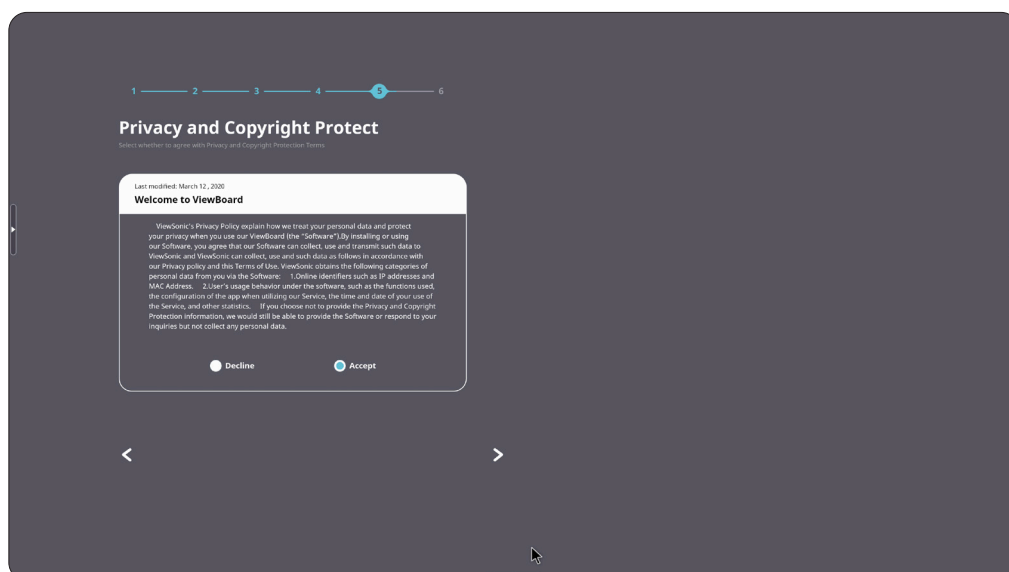 1 2 3 4 5 6
Privacy and Copyright Protect
Select whether to agree with Privacy and Copyright Protection Terms
Last modified: March 12 , 2020
Welcome to ViewBoard
ViewSonic's Privacy Policy explain how we treat your personal data and protect
your privacy when you use our ViewBoard (the "Software").By installing or using
our Software, you agree that our Software can collect, use and transmit such data to
ViewSonic and ViewSonic can collect, use and such data as follows in accordance with
our Privacy policy and this Terms of Use. ViewSonic obtains the following categories of
personal data from you via the Software: 1.Online identifiers such as IP addresses and
MAC Address. 2.User's usage behavior under the software, such as the functions used,
the configuration of the app when utilizing our Service, the time and date of your use of
the Service, and other statistics. If you choose not to provide the Privacy and Copyright
Protection information, we would still be able to provide the Software or respond to your
inquiries but not collect any personal data.
Decline Accept